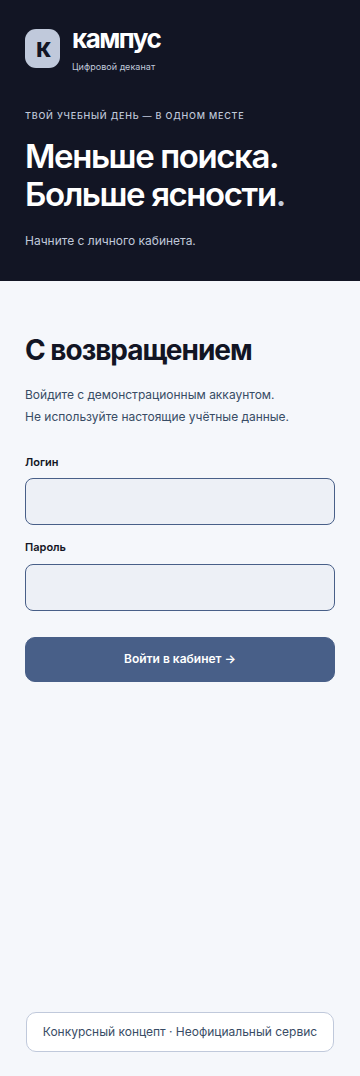 к кампус
Цифровой деканат
ТВОЙ УЧЕБНЫЙ ДЕНЬ — В ОДНОМ МЕСТЕ
Меньше поиска.
Больше ясности.
Начните с личного кабинета.
С возвращением
Войдите с демонстрационным аккаунтом.
Не используйте настоящие учётные данные.
Логин
Пароль
Войти в кабинет →
Конкурсный концепт · Неофициальный сервис